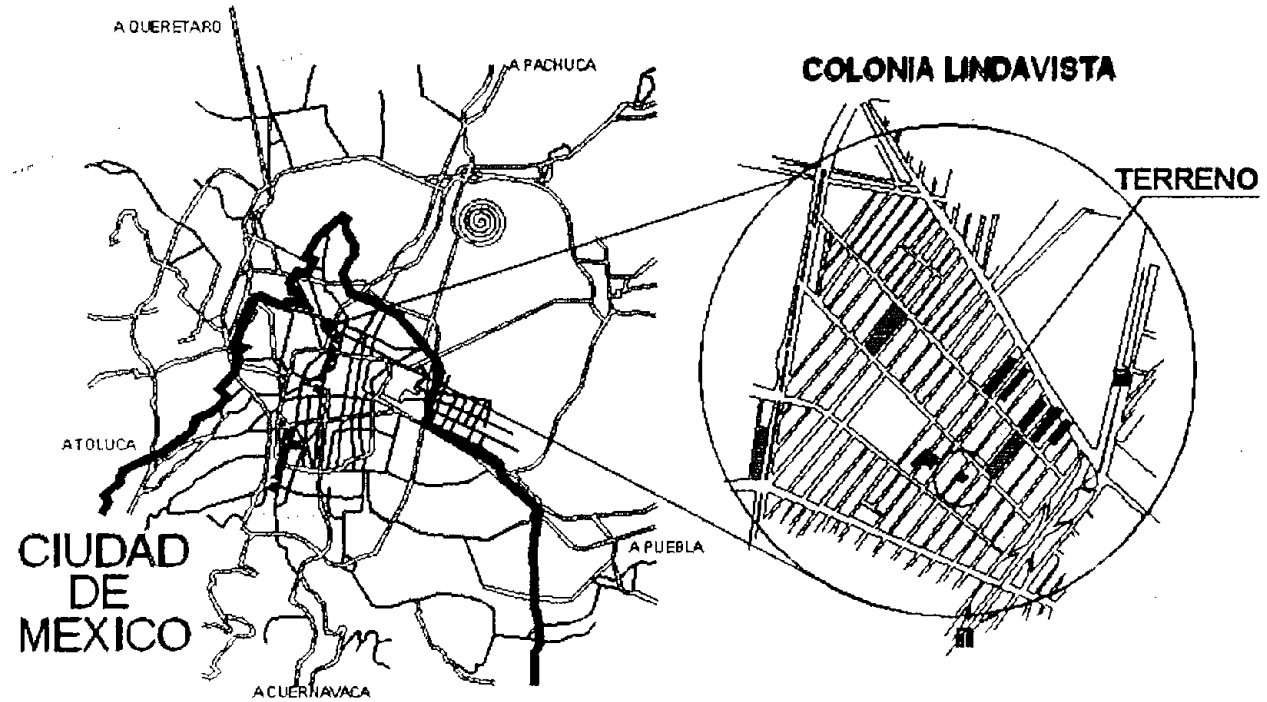 A QUERETARO
A PACHUCA
COLONIA LINDAVISTA
TERRENO
A TOLUCA
CIUDAD
DE
MEXICO
A PUEBLA
A CUERNAVACA